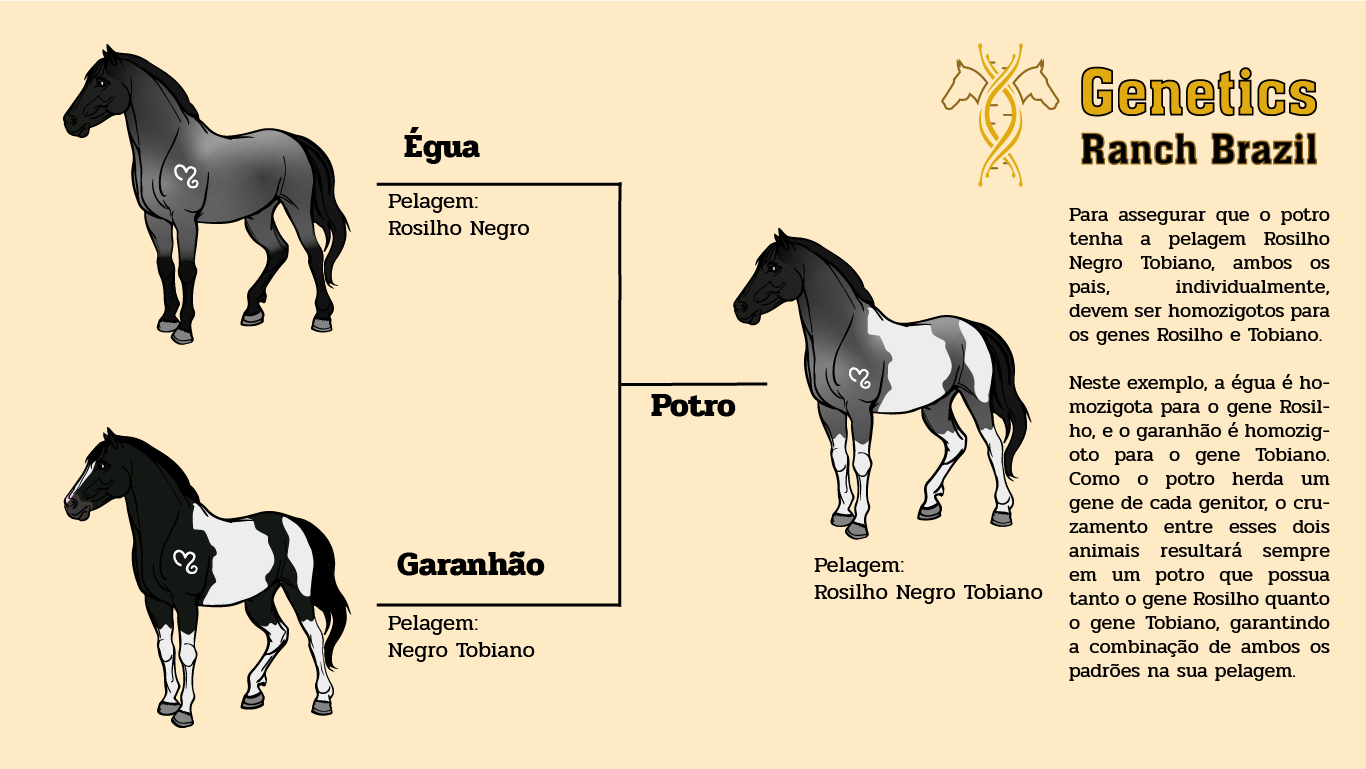 Égua
Pelagem:
Rosilho Negro
Garanhão
Pelagem:
Negro Tobiano
Potro
Pelagem:
Rosilho Negro Tobiano
Genetics
Ranch Brazil
Para assegurar que o potro
tenha a pelagem Rosilho
Negro Tobiano, ambos os
pais, individualmente,
devem ser homozigotos para
os genes Rosilho e Tobiano.
Neste exemplo, a égua é ho-
mozigota para o gene Rosil-
ho, e o garanhão é homozig-
oto para o gene Tobiano.
Como o potro herda um
gene de cada genitor, o cru-
zamento entre esses dois
animais resultará sempre
em um potro que possua
tanto o gene Rosilho quanto
o gene Tobiano, garantindo
a combinação de ambos os
padrões na sua pelagem.